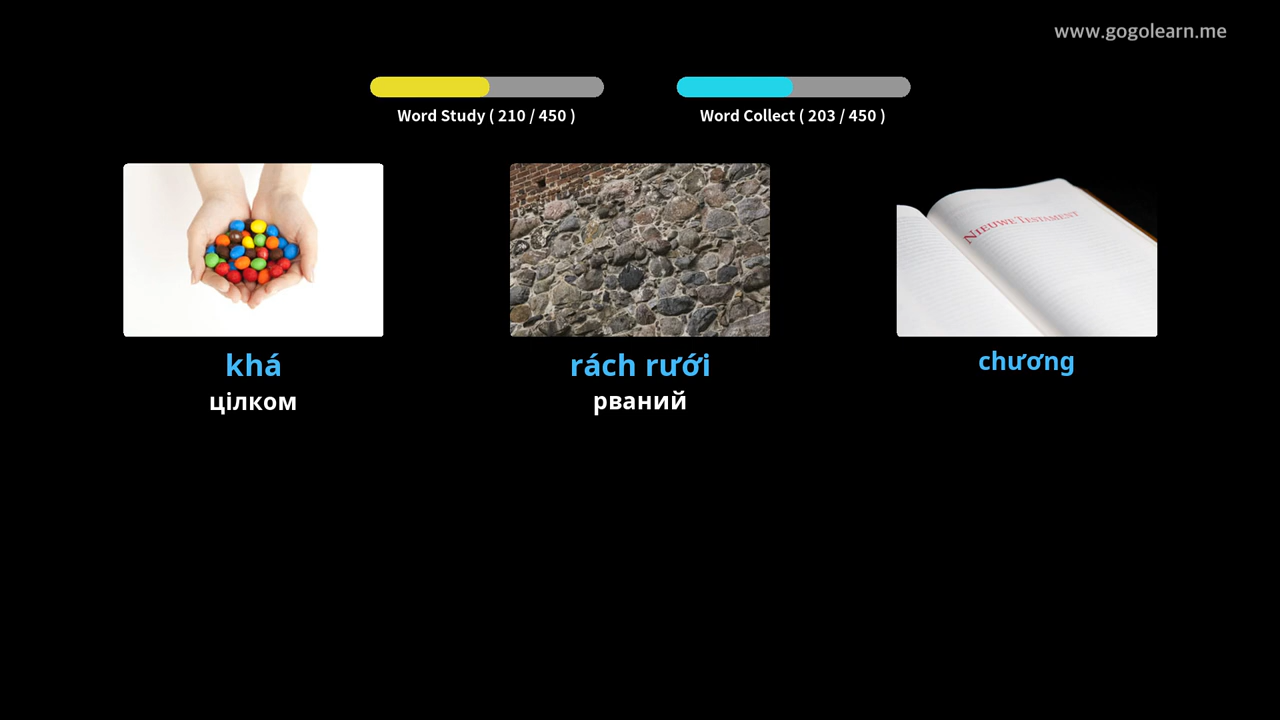 www.gogolearn.me
Word Study ( 210 / 450 )
Word Collect ( 203 / 450 )
NIEUWE TESTAMENT
khá
цілком
rách rưới
рваний
chương